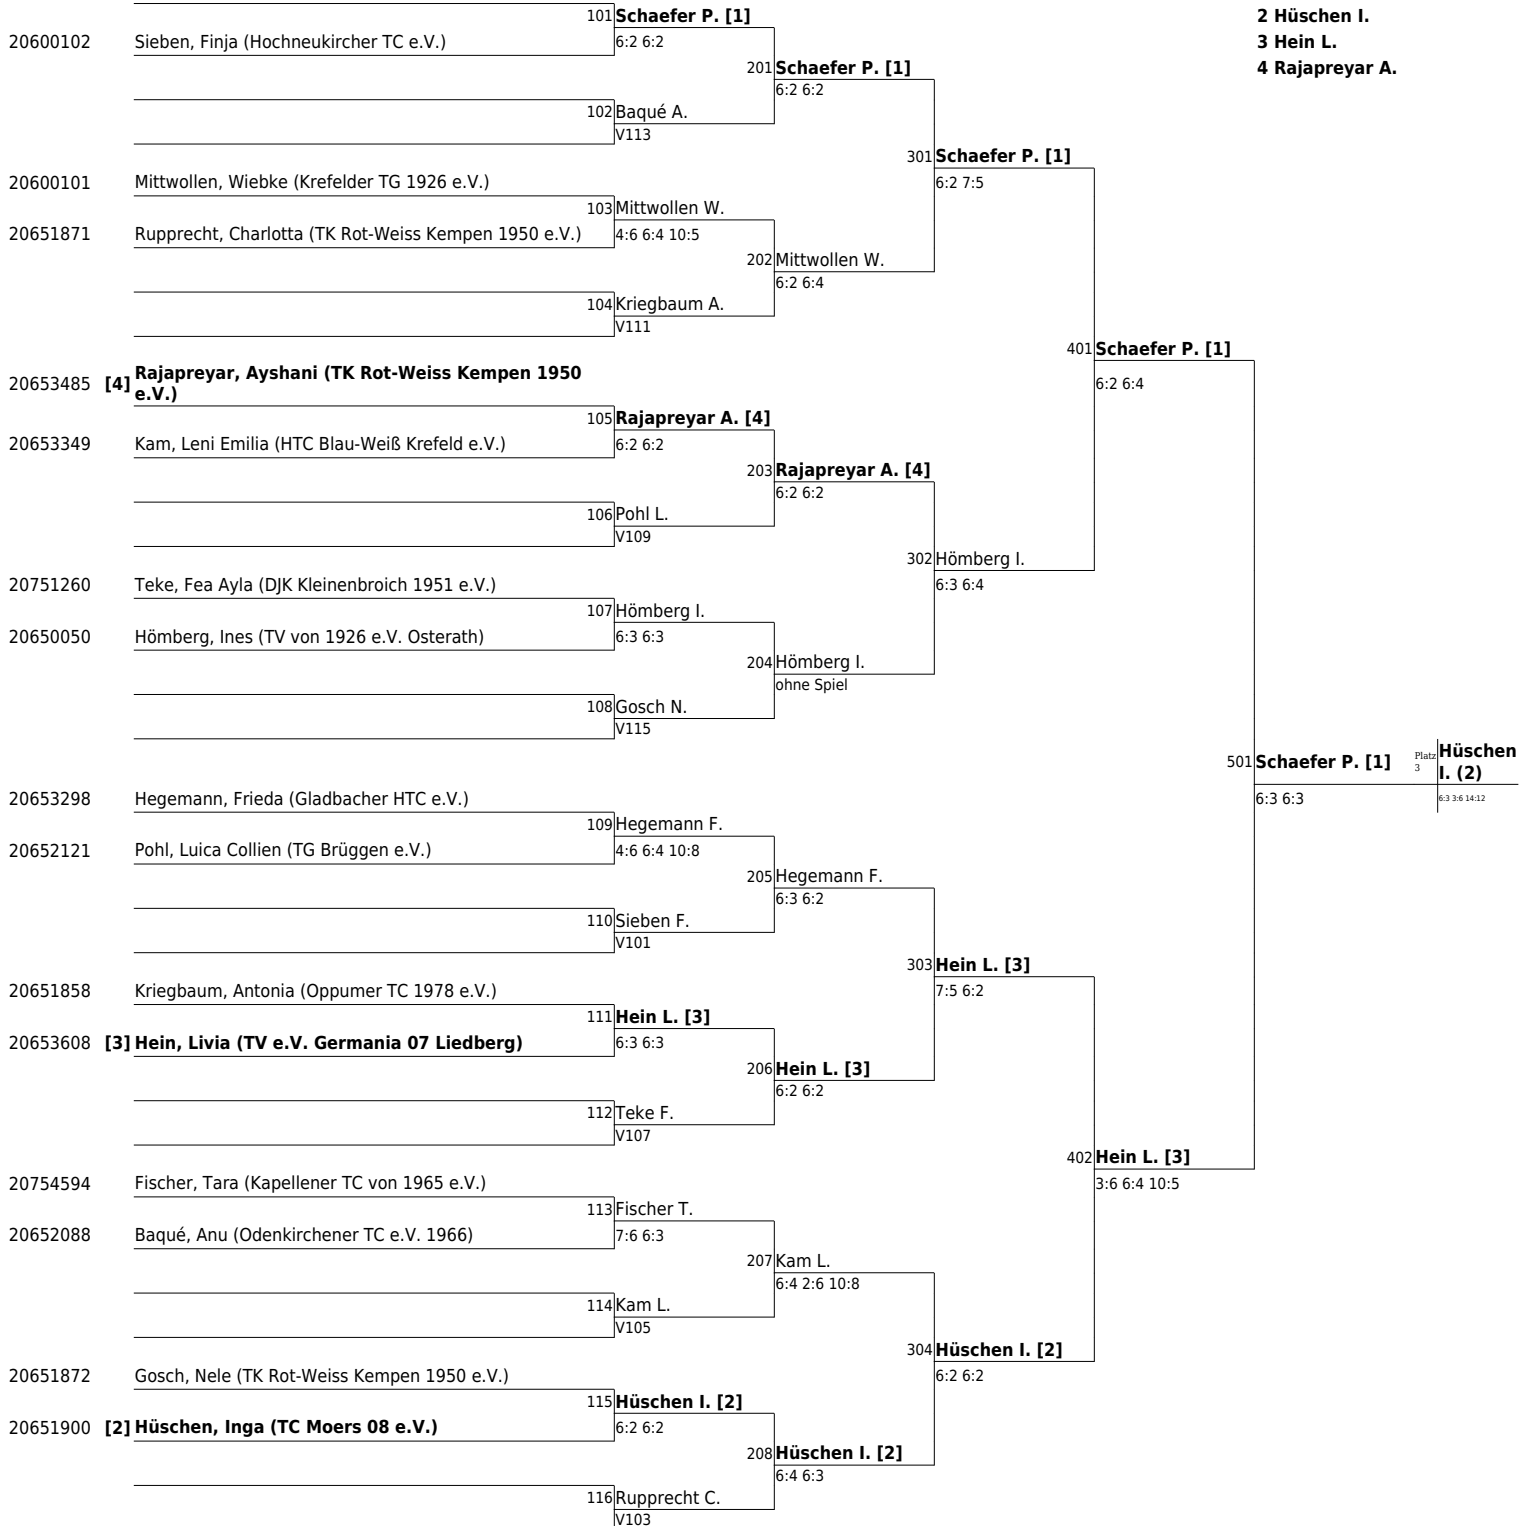 101 Schaefer P. [1]
2 Hüschen I.
20600102 Sieben, Finja (Hochneukircher TC e.V.) 6:2 6:2
3 Hein L.
201 Schaefer P. [1]
4 Rajapreyar A.
6:2 6:2
102 Baqué A.
V113
301 Schaefer P. [1]
20600101 Mittwollen, Wiebke (Krefelder TG 1926 e.V.)
6:2 7:5
103 Mittwollen W.
20651871 Rupprecht, Charlotta (TK Rot-Weiss Kempen 1950 e.V.) 4:6 6:4 10:5
202 Mittwollen W.
6:2 6:4
104 Kriegbaum A.
V111
401 Schaefer P. [1]
Rajapreyar, Ayshani (TK Rot-Weiss Kempen 1950
20653485 [4]
e.V.)
6:2 6:4
105 Rajapreyar A. [4]
20653349 Kam, Leni Emilia (HTC Blau-Weiß Krefeld e.V.) 6:2 6:2
203 Rajapreyar A. [4]
6:2 6:2
106 Pohl L.
V109
302 Hömberg I.
20751260 Teke, Fea Ayla (DJK Kleinenbroich 1951 e.V.)
6:3 6:4
107 Hömberg I.
20650050 Hömberg, Ines (TV von 1926 e.V. Osterath) 6:3 6:3
204 Hömberg I.
ohne Spiel
108 Gosch N.
V115
501 Schaefer P. [1]
Platz 3
Hüschen I. (2)
20653298 Hegemann, Frieda (Gladbacher HTC e.V.)
6:3 6:3
6:3 3:6 14:12
109 Hegemann F.
20652121 Pohl, Luica Collien (TG Brüggen e.V.) 4:6 6:4 10:8
205 Hegemann F.
6:3 6:2
110 Sieben F.
V101
303 Hein L. [3]
20651858 Kriegbaum, Antonia (Oppumer TC 1978 e.V.)
7:5 6:2
111 Hein L. [3]
20653608 [3] Hein, Livia (TV e.V. Germania 07 Liedberg) 6:3 6:3
206 Hein L. [3]
6:2 6:2
112 Teke F.
V107
402 Hein L. [3]
20754594 Fischer, Tara (Kapellener TC von 1965 e.V.)
3:6 6:4 10:5
113 Fischer T.
20652088 Baqué, Anu (Odenkirchener TC e.V. 1966) 7:6 6:3
207 Kam L.
6:4 2:6 10:8
114 Kam L.
V105
304 Hüschen I. [2]
20651872 Gosch, Nele (TK Rot-Weiss Kempen 1950 e.V.)
6:2 6:2
115 Hüschen I. [2]
20651900 [2] Hüschen, Inga (TC Moers 08 e.V.) 6:2 6:2
208 Hüschen I. [2]
6:4 6:3
116 Rupprecht C.
V103